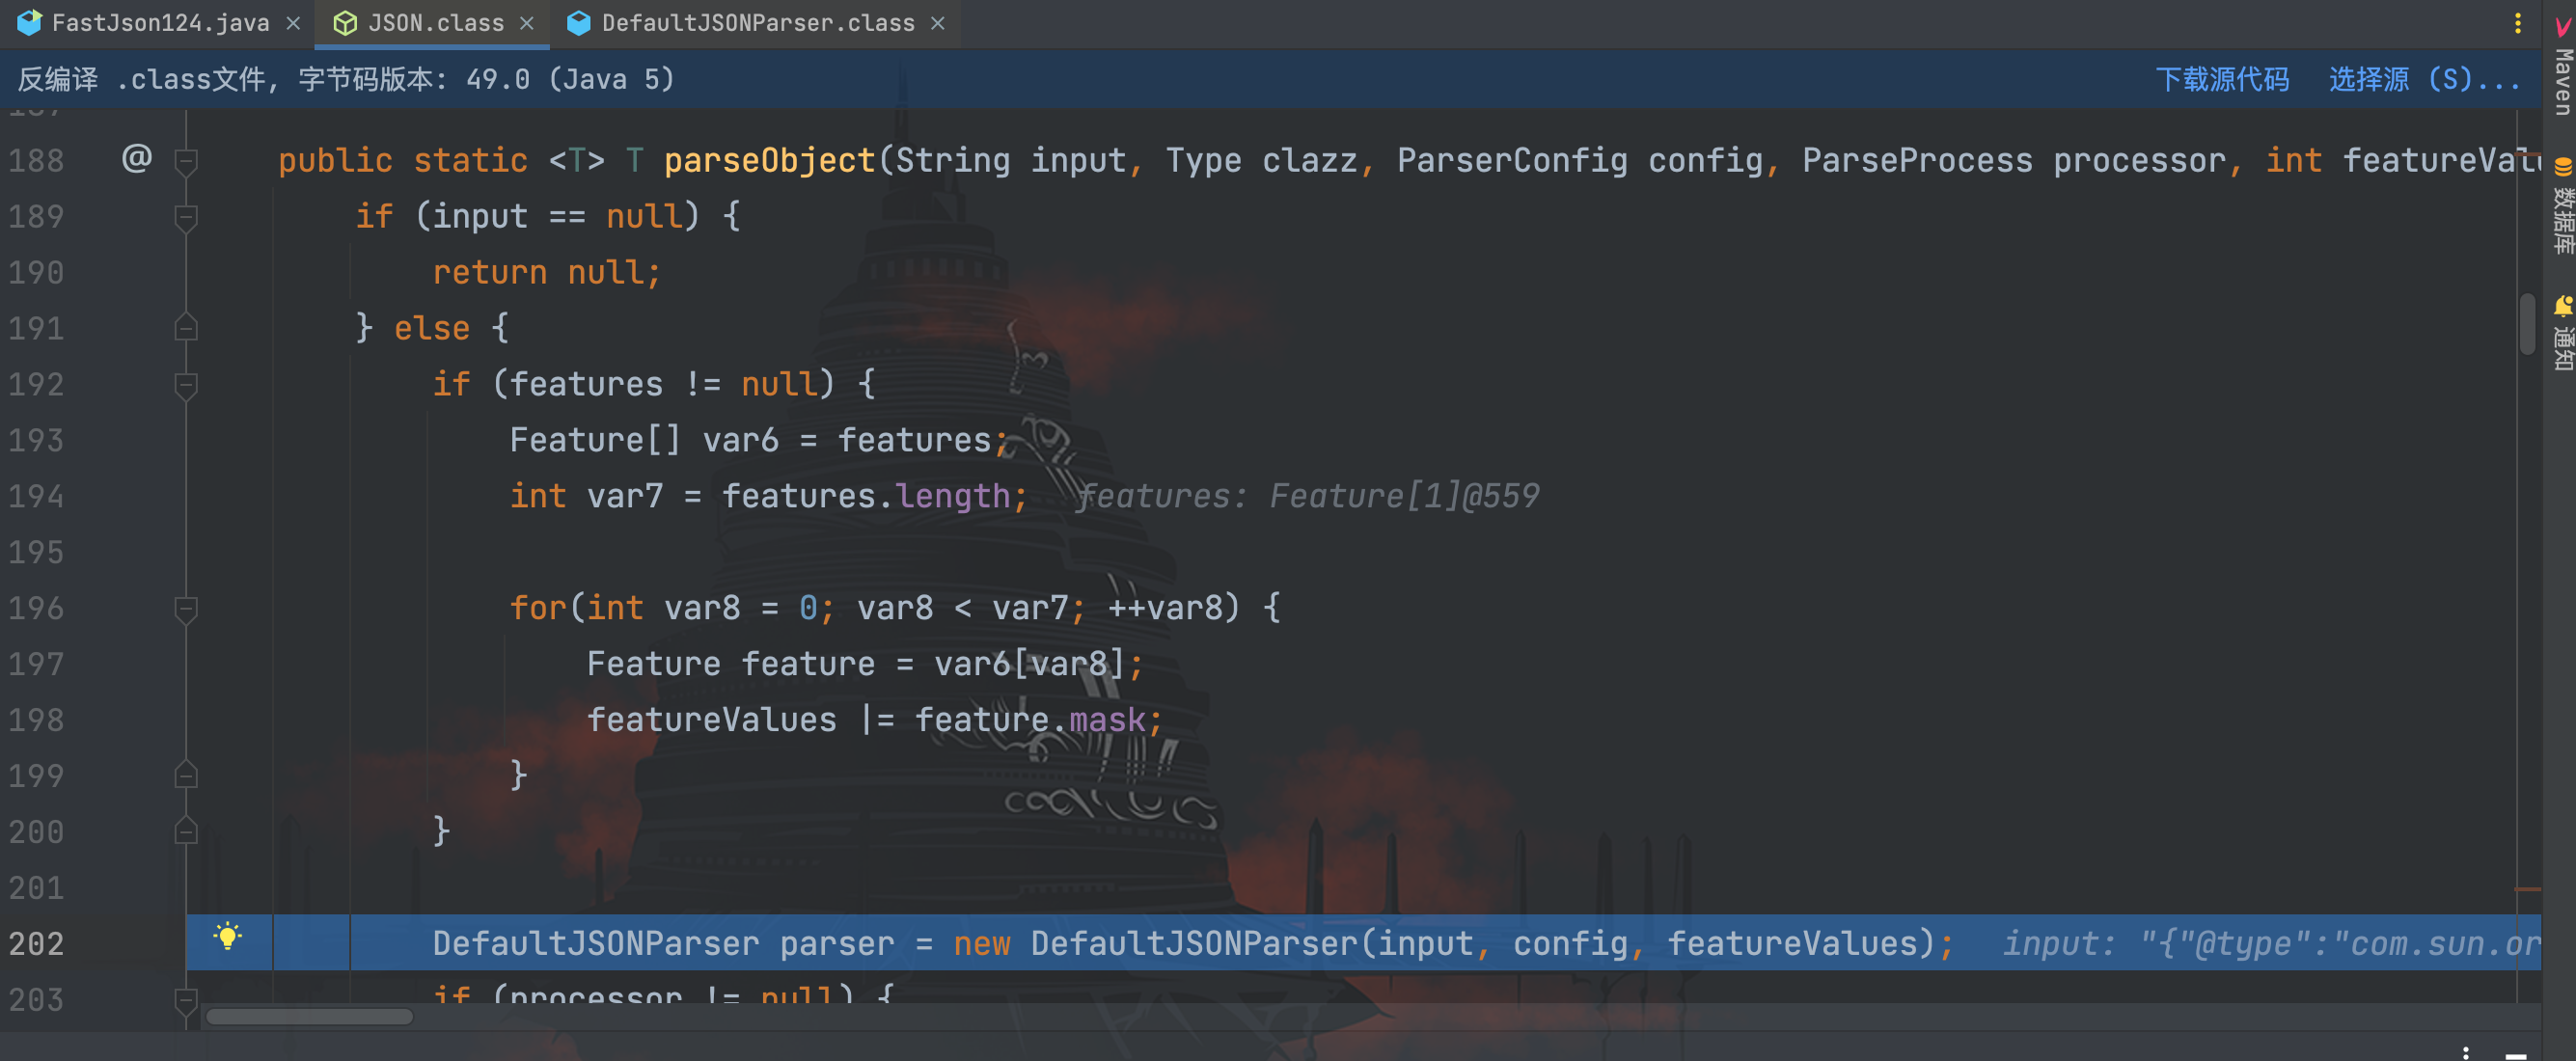 FastJson124.java × JSON.class × DefaultJSONParser.class ×
反编译 .class文件, 字节码版本: 49.0 (Java 5) 下载源代码 选择源 (S)...
188 @ public static <T> T parseObject(String input, Type clazz, ParserConfig config, ParseProcess processor, int featureValu
189 if (input == null) {
190 return null;
191 } else {
192 if (features != null) {
193 Feature[] var6 = features;
194 int var7 = features.length; features: Feature[1]@559
195
196 for(int var8 = 0; var8 < var7; ++var8) {
197 Feature feature = var6[var8];
198 featureValues |= feature.mask;
199 }
200 }
201
202 DefaultJSONParser parser = new DefaultJSONParser(input, config, featureValues); input: "{"@type":"com.sun.or
203 if (processor != null) {
Maven
数据库
通知